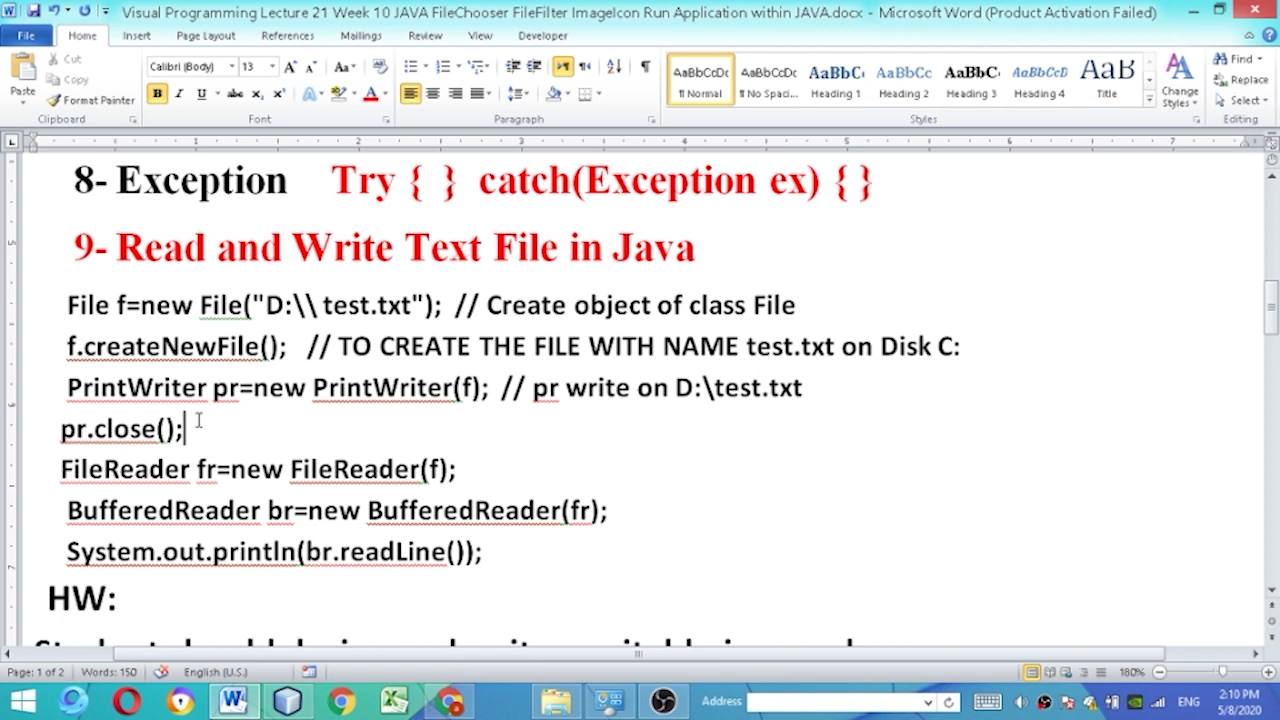 Visual Programming Lecture 21 Week 10 JAVA FileChooser FileFilter ImageIcon Run Application within JAVA.docx - Microsoft Word (Product Activation Failed)
File Home Insert Page Layout References Mailings Review View Developer
Paste Cut Copy Format Painter Clipboard
Calibri (Body) 13 Font
Paragraph
AaBbCcDc ¶ Normal AaBbCcDc ¶ No Spaci... AaBbC Heading 1 AaBbCc Heading 2 AaBbC Heading 3 AaBbCcDc Heading 4 AaB Title Change Styles Styles
Find Replace Select Editing
8- Exception Try { } catch(Exception ex) { }
9- Read and Write Text File in Java
File f=new File("D:\\ test.txt"); // Create object of class File
f.createNewFile(); // TO CREATE THE FILE WITH NAME test.txt on Disk C:
PrintWriter pr=new PrintWriter(f); // pr write on D:\test.txt
pr.close();
FileReader fr=new FileReader(f);
BufferedReader br=new BufferedReader(fr);
System.out.println(br.readLine());
HW:
Page: 1 of 2 Words: 150 English (U.S.) 180%
Address ENG 2:10 PM
5/8/2020